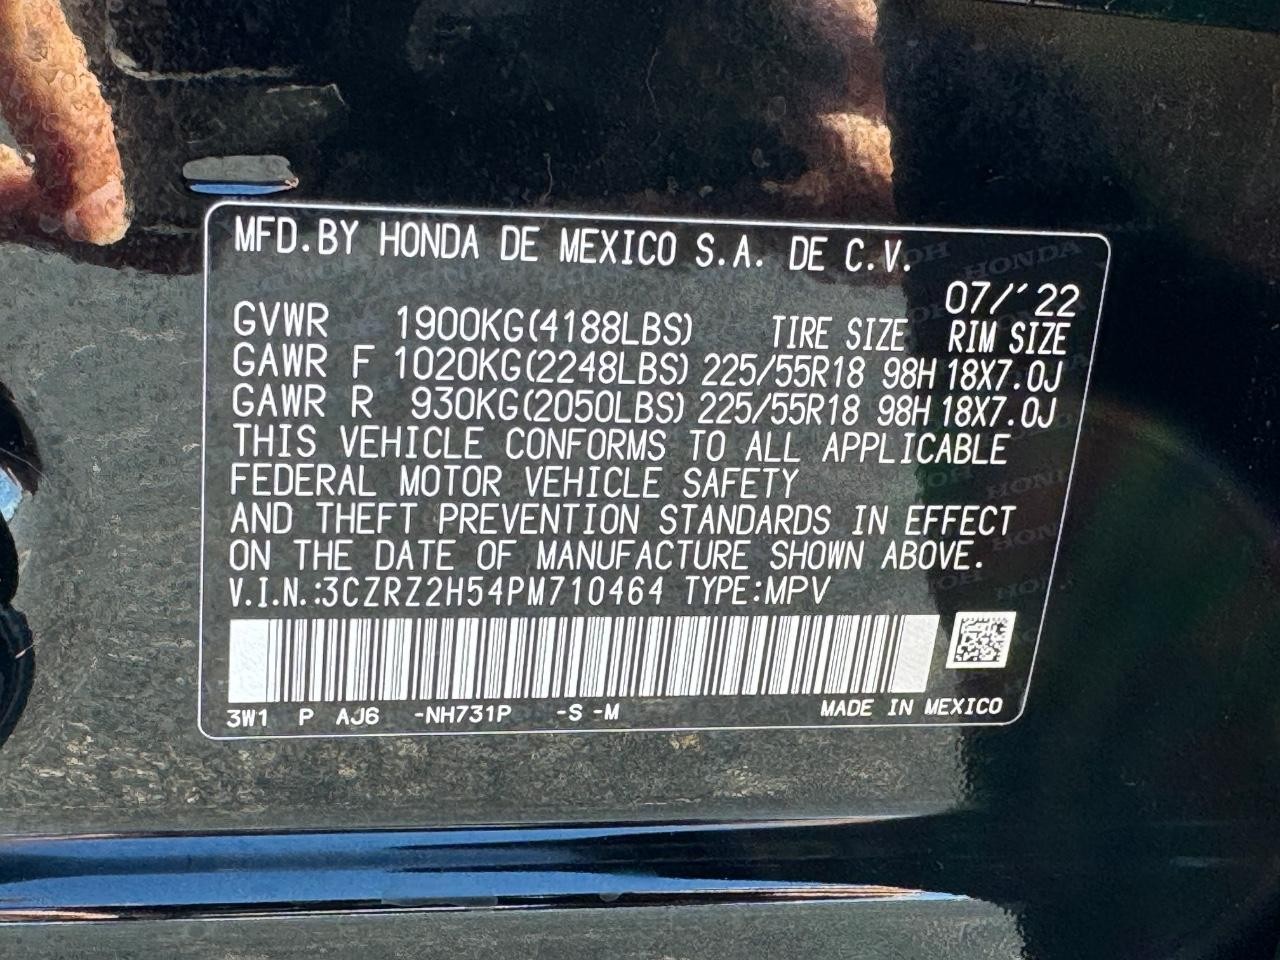 MFD.BY HONDA DE MEXICO S.A. DE C.V.
07/´22
GVWR 1900KG(4188LBS) TIRE SIZE RIM SIZE
GAWR F 1020KG(2248LBS) 225/55R18 98H 18X7.0J
GAWR R 930KG(2050LBS) 225/55R18 98H 18X7.0J
THIS VEHICLE CONFORMS TO ALL APPLICABLE
FEDERAL MOTOR VEHICLE SAFETY
AND THEFT PREVENTION STANDARDS IN EFFECT
ON THE DATE OF MANUFACTURE SHOWN ABOVE.
V.I.N.:3CZRZ2H54PM710464 TYPE:MPV
3W1 P AJ6 -NH731P -S -M MADE IN MEXICO